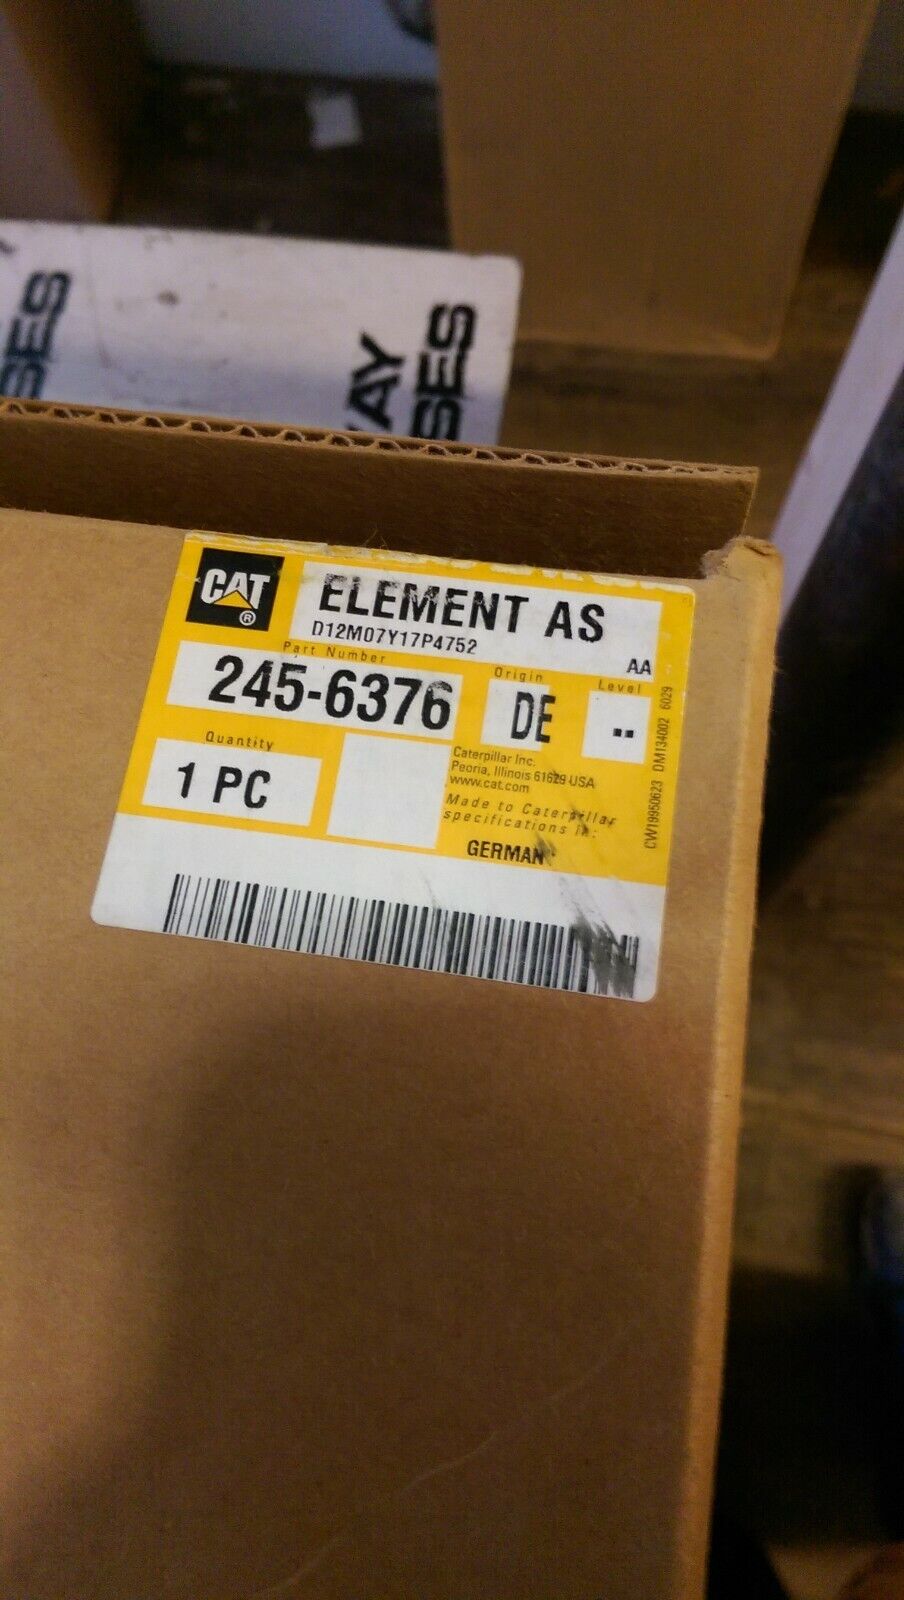 SES
WAY
SES
CAT®
ELEMENT AS
D12M07Y17P4752
AA
Part Number
Origin
Level
245-6376
DE
..
Quantity
1 PC
Caterpillar Inc.
Peoria, Illinois 61629 USA
www.cat.com
Made to Caterpillar
specifications in:
GERMAN
CW19950623 DM134002 6029